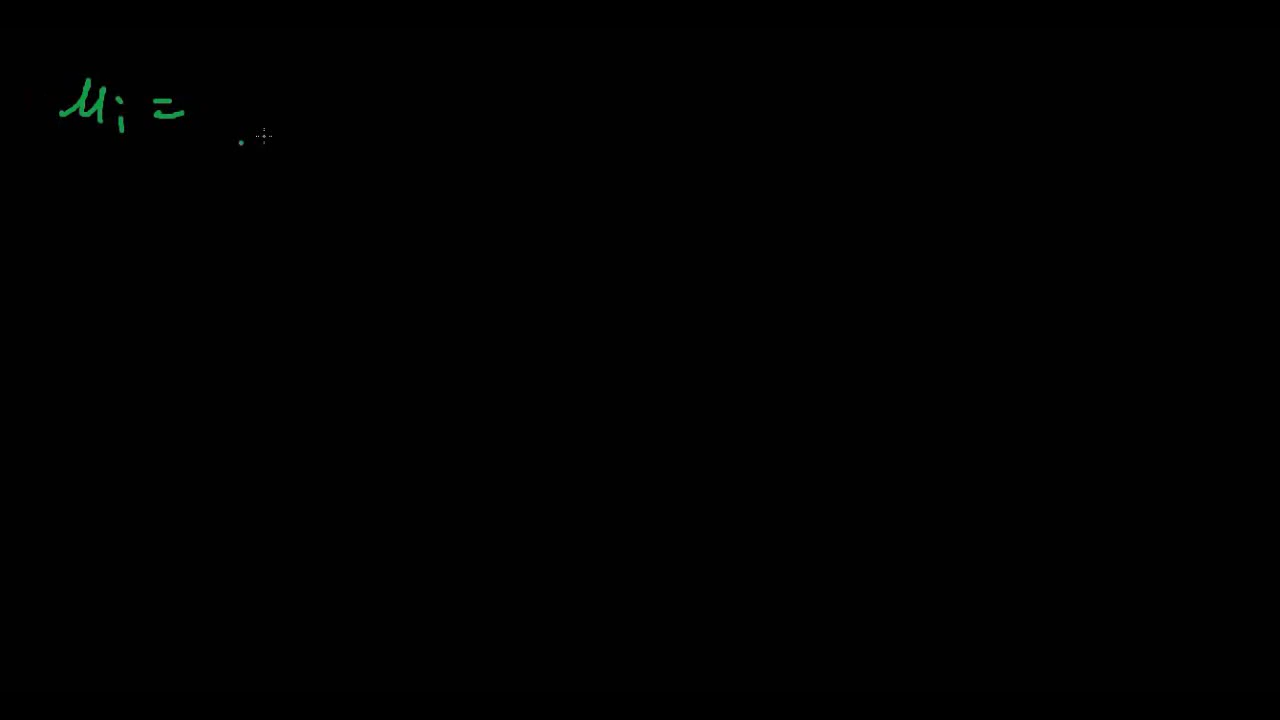 μᵢ =